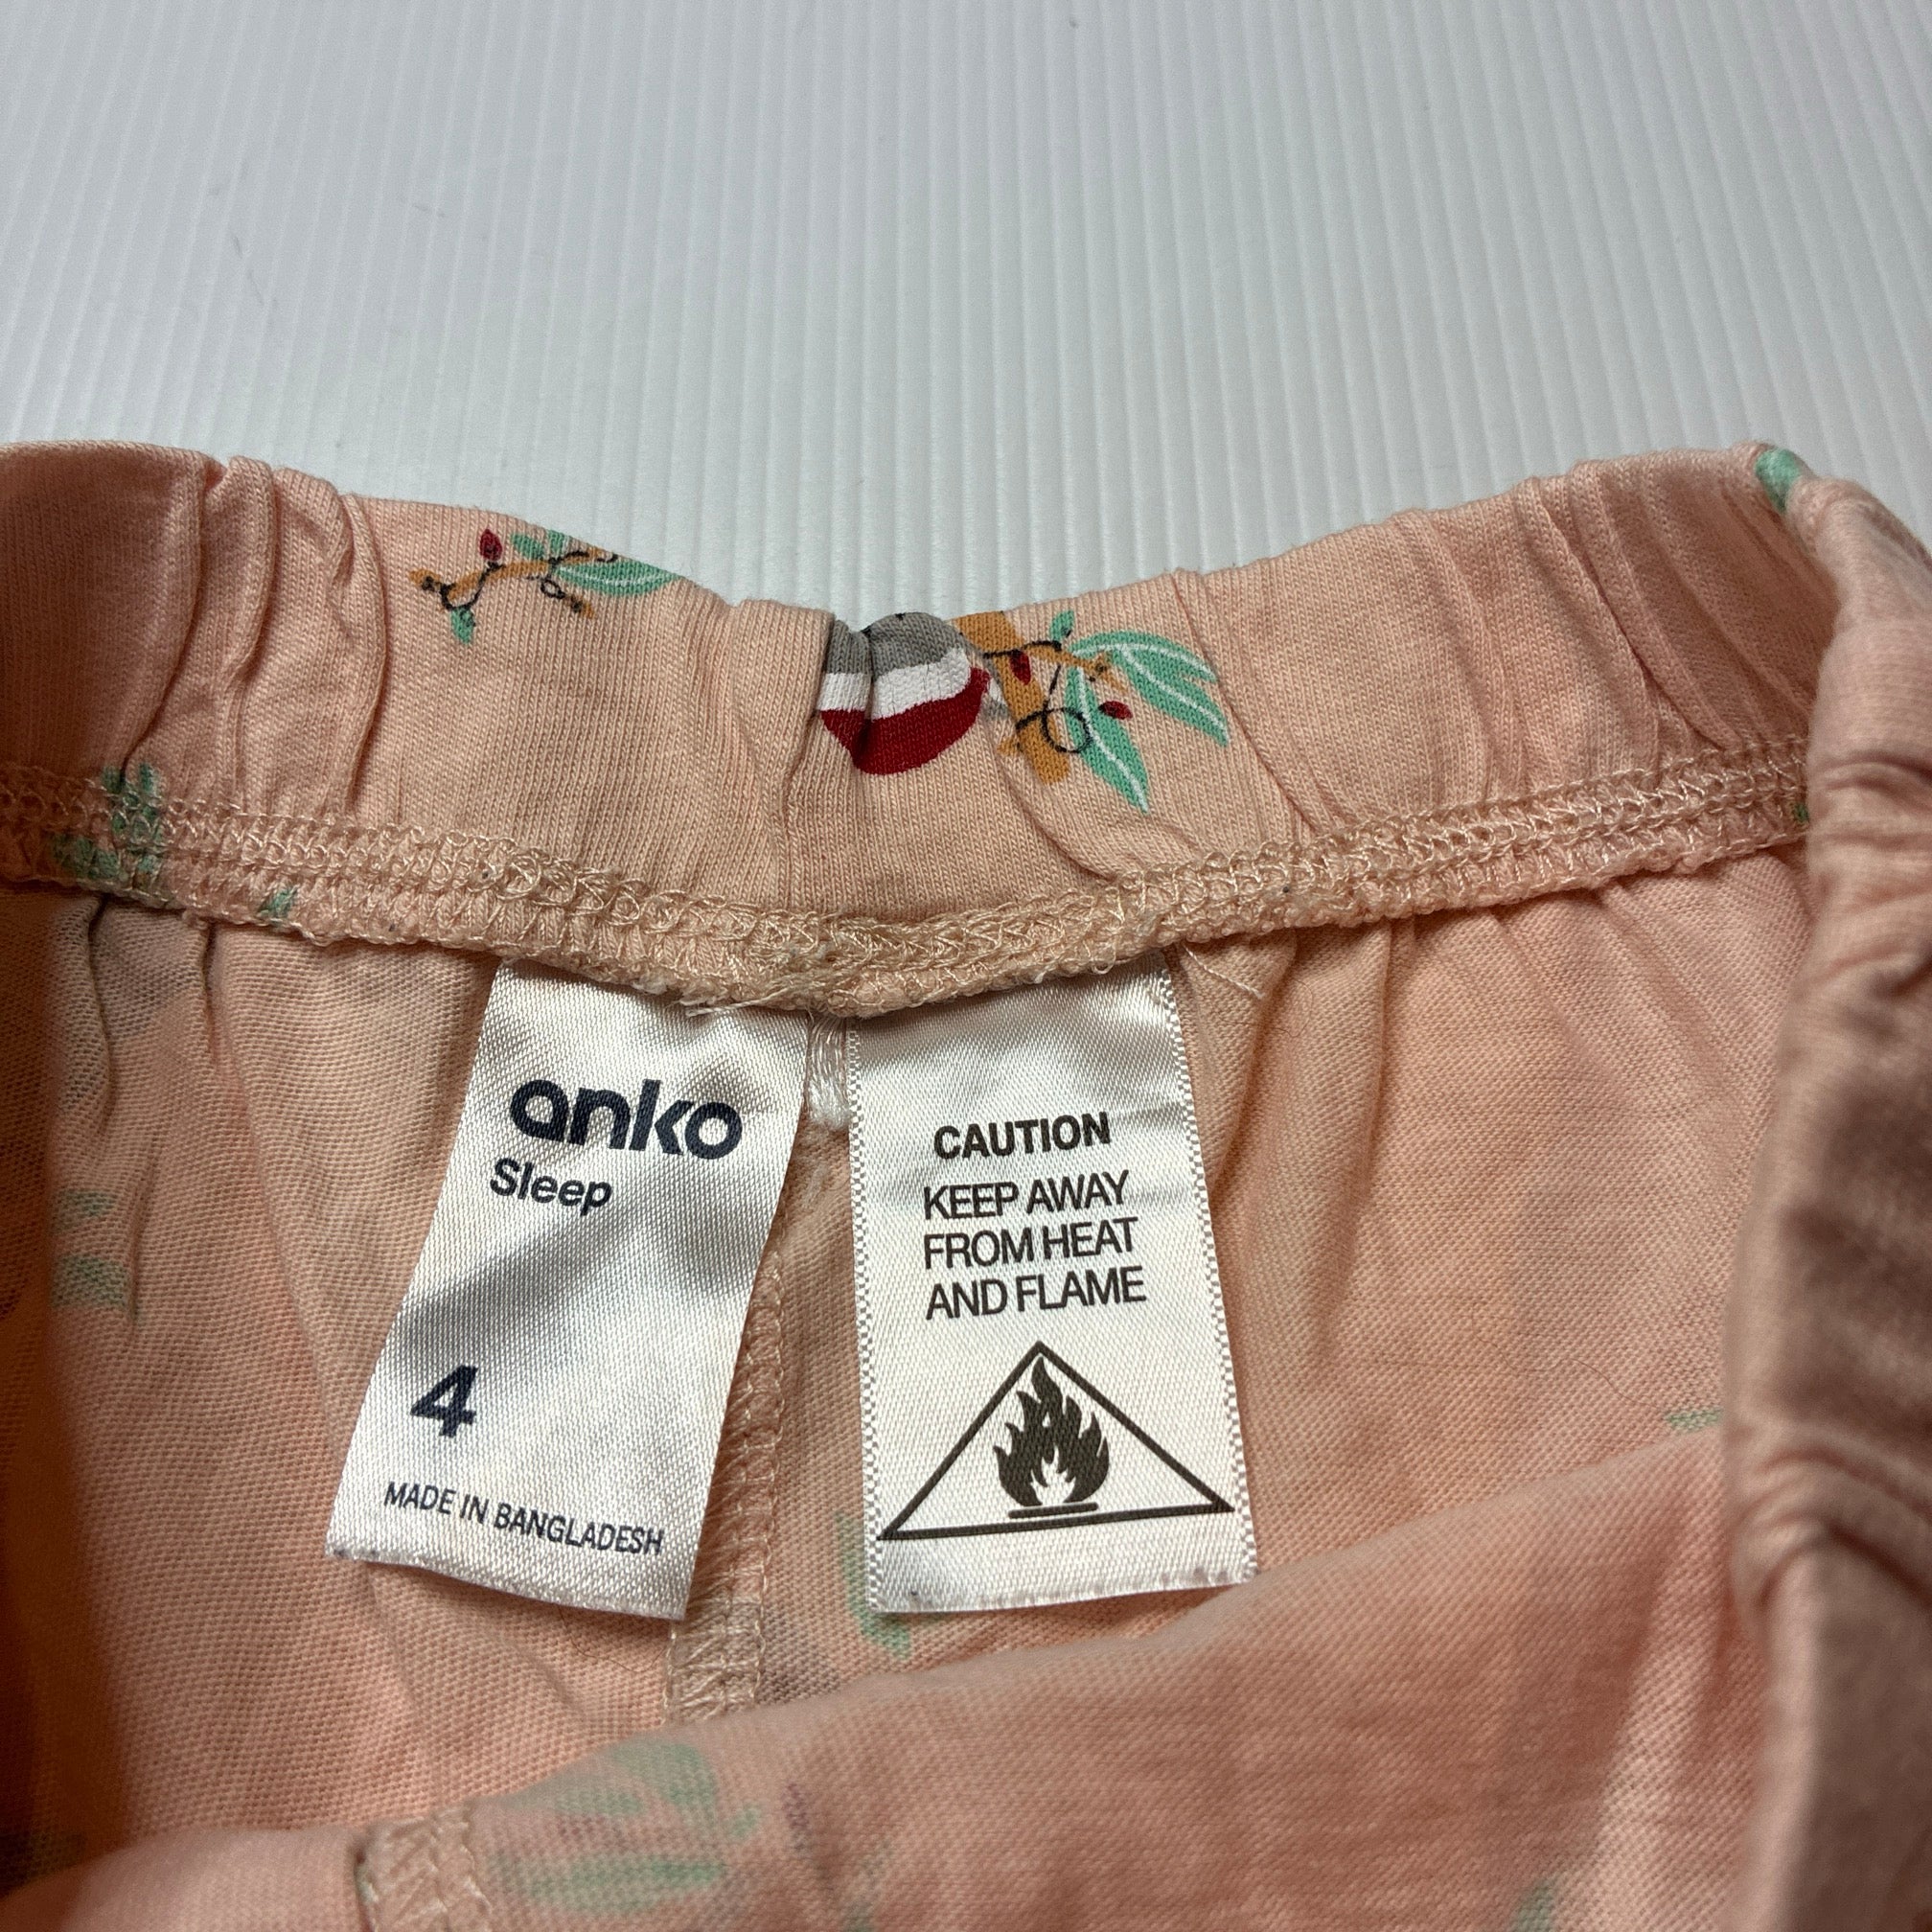 anko
Sleep
4
MADE IN BANGLADESH
CAUTION
KEEP AWAY
FROM HEAT
AND FLAME